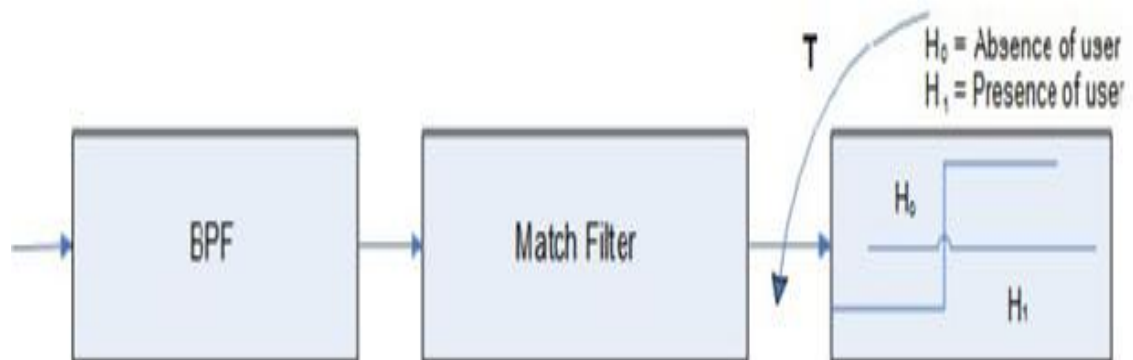 T
H₀ = Absence of user
H₁ = Presence of user
BPF
Match Filter
H₀
H₁